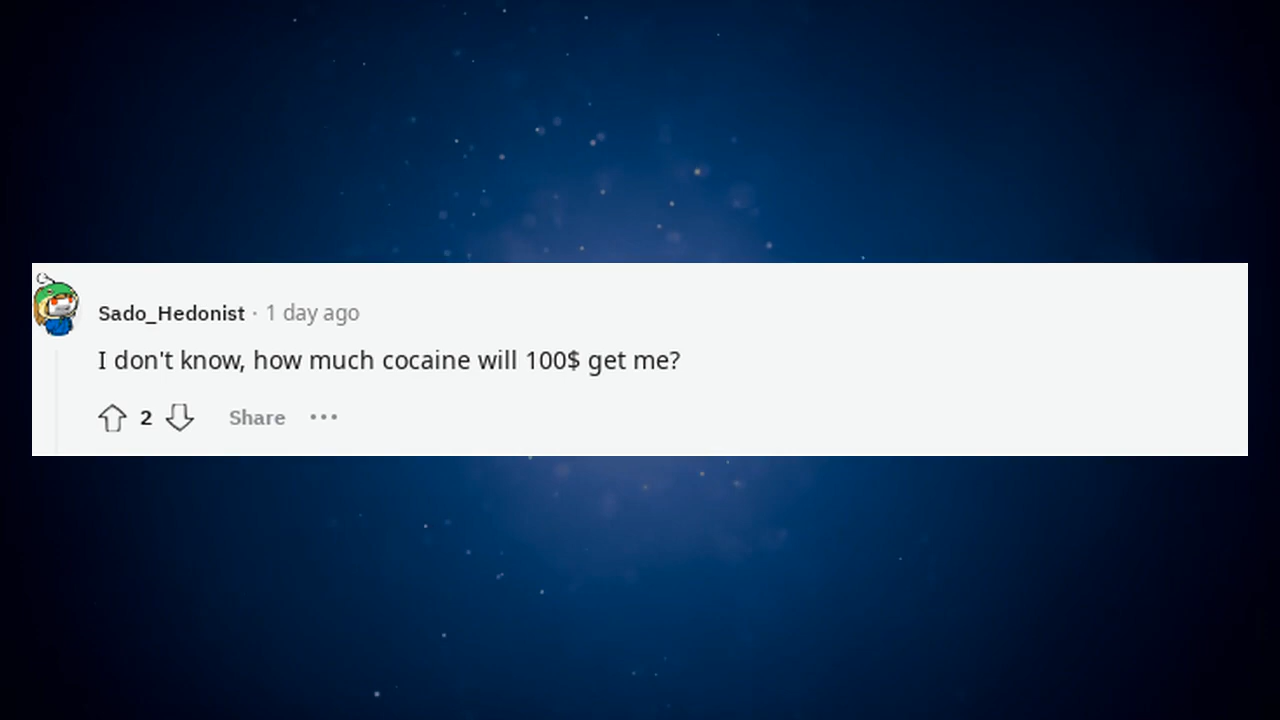 Sado_Hedonist · 1 day ago
I don't know, how much cocaine will 100$ get me?
2 Share •••